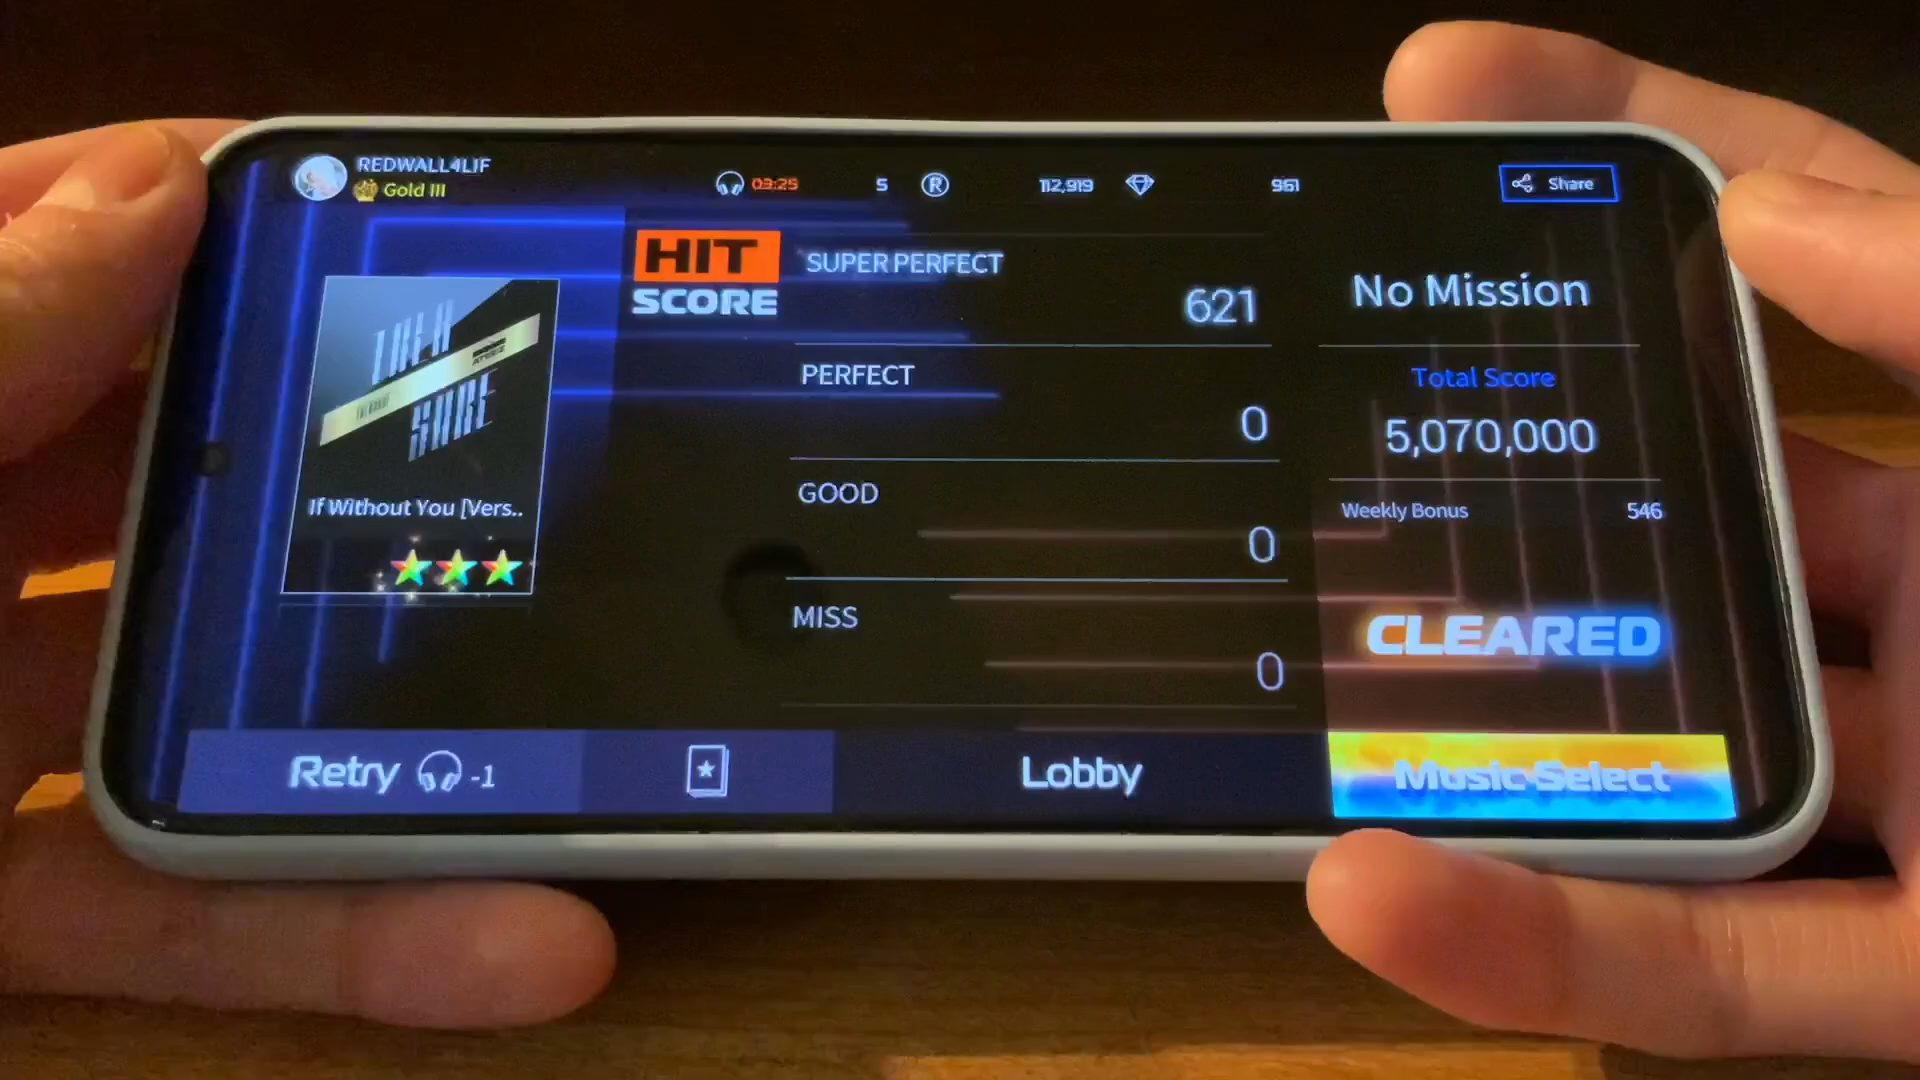 REDWALL4LIF
Gold III
03:25
5
R
112,919
961
Share
HIT
SCORE
SUPER PERFECT
621
PERFECT
0
GOOD
0
MISS
0
No Mission
Total Score
5,070,000
Weekly Bonus 546
CLEARED
If Without You [Vers..
Retry -1
Lobby
Music Select